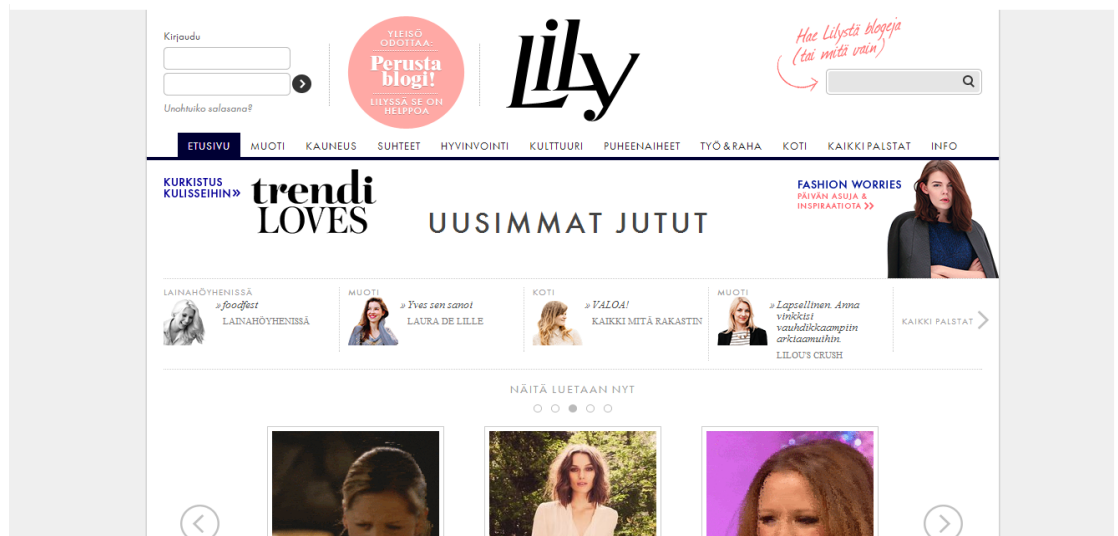 Kirjaudu
Unohtuiko salasana?
YLEISÖ
ODOTTAA:
Perusta
blogi!
LILYSSÄ SE ON
HELPPOA
Lily
Hae Lilystä blogeja
(tai mitä vain)
ETUSIVU MUOTI KAUNEUS SUHTEET HYVINVOINTI KULTTUURI PUHEENAIHEET TYÖ & RAHA KOTI KAIKKI PALSTAT INFO
KURKISTUS
KULISSEIHIN »
trendi
LOVES
UUSIMMAT JUTUT
FASHION WORRIES
PÄIVÄN ASUJA &
INSPIRAATIOTA >>
LAINAHÖYHENISSÄ
» foodfest
LAINAHÖYHENISSÄ
MUOTI
» Yves sen sanoi
LAURA DE LILLE
KOTI
» VALOA!
KAIKKI MITÄ RAKASTIN
MUOTI
» Lapsellinen. Anna
vinkkisi
vauhdikkaampiin
arkiaamuihin.
LILOU'S CRUSH
KAIKKI PALSTAT
NÄITÄ LUETAAN NYT